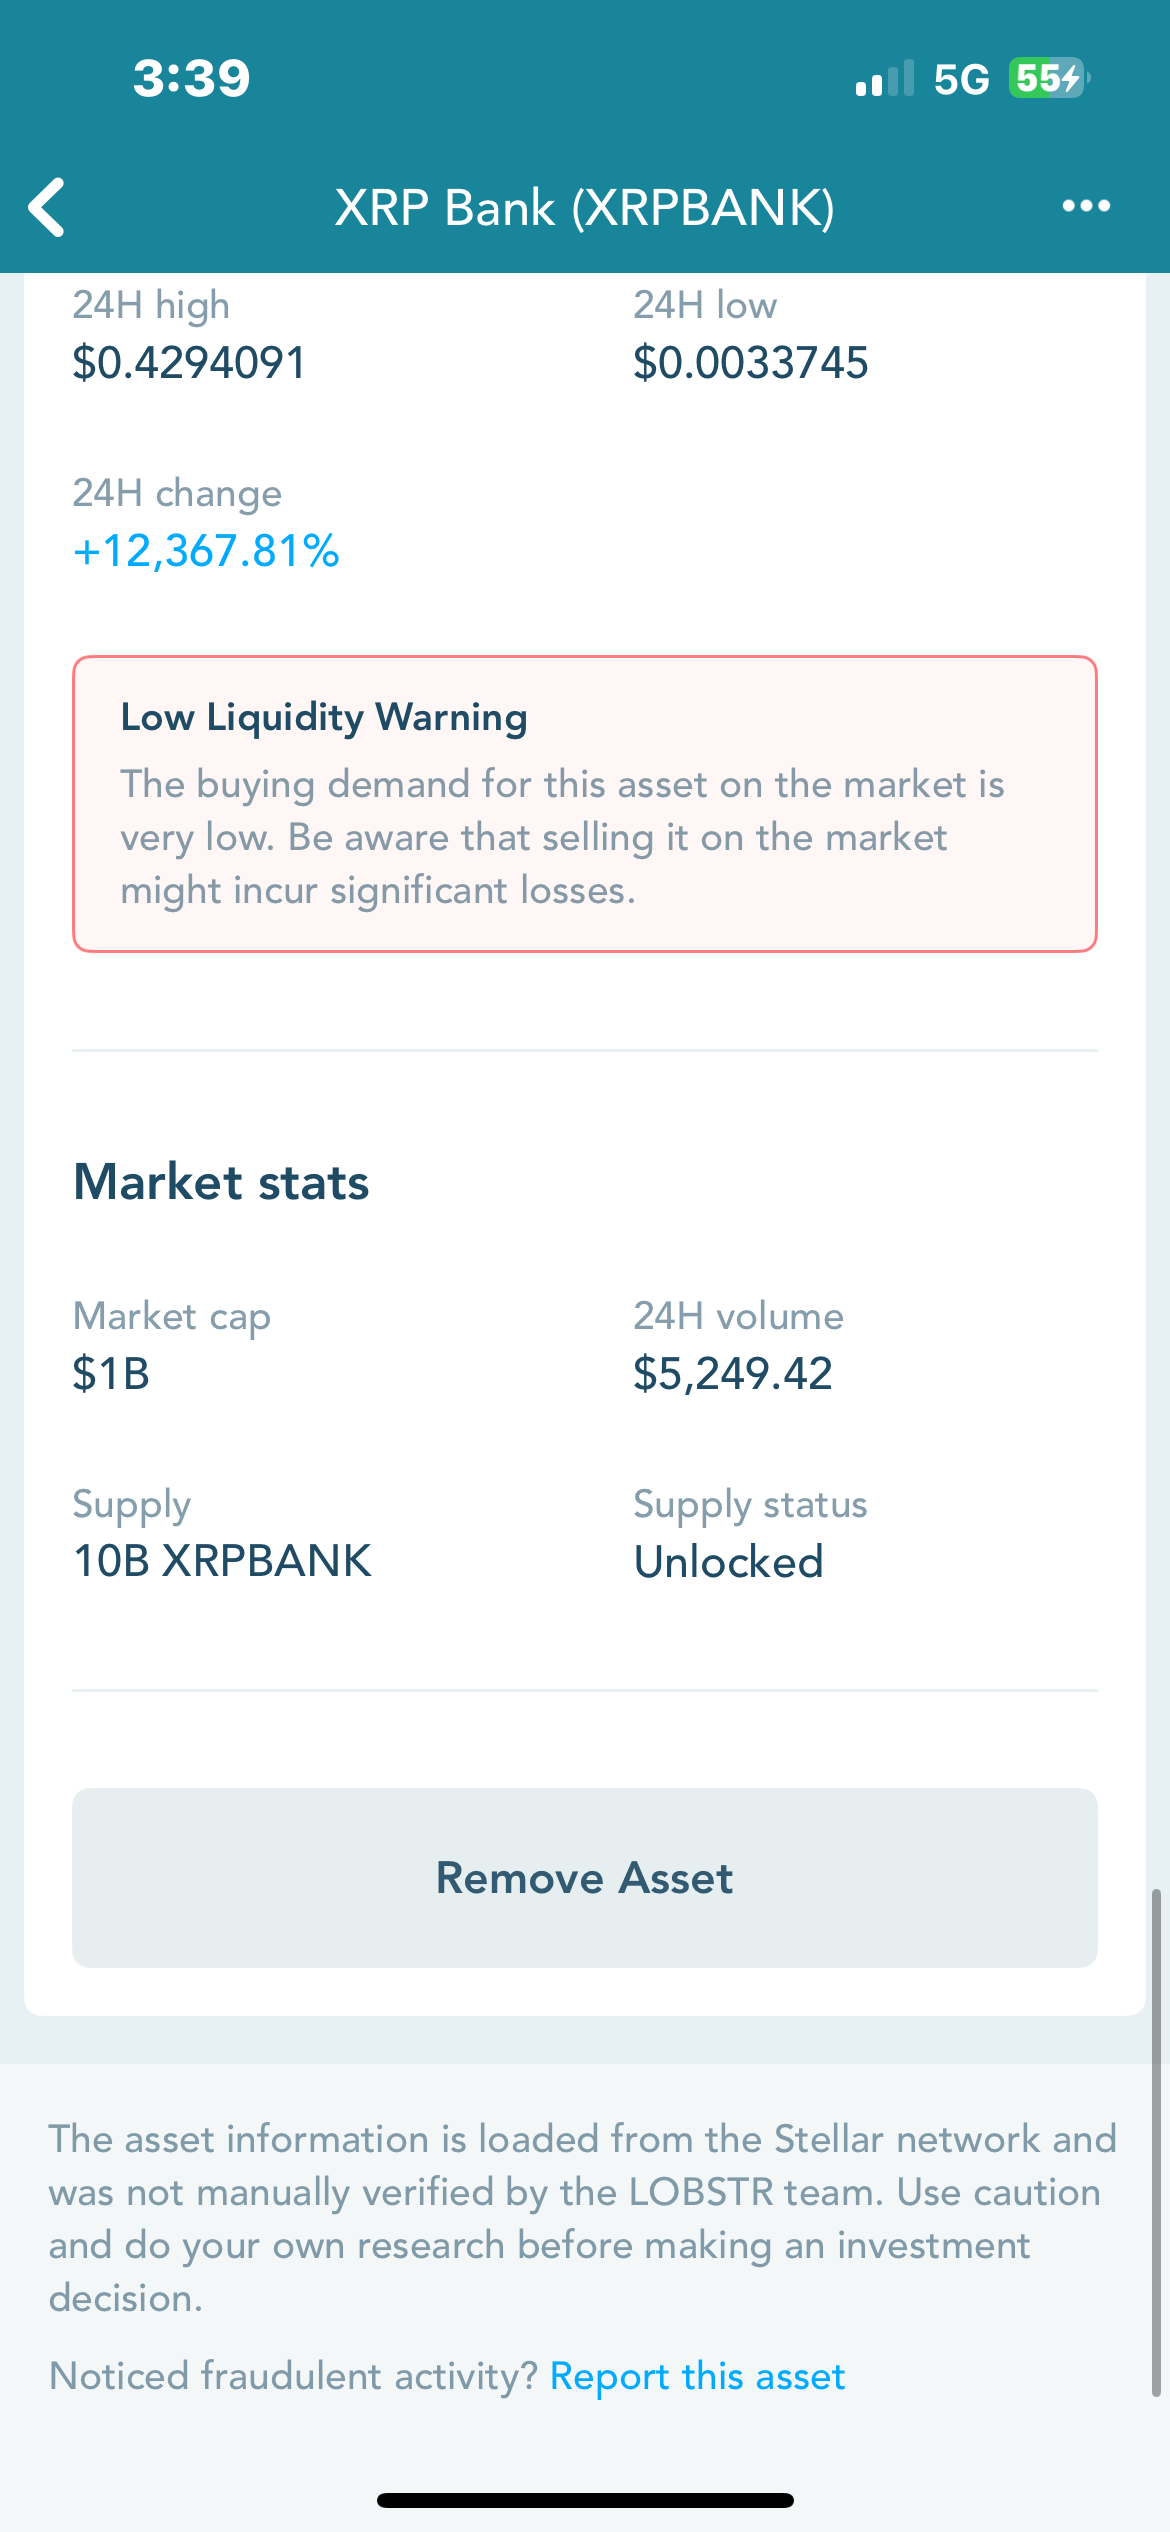 3:39
5G
55
XRP Bank (XRPBANK)
24H high
24H low
$0.4294091
$0.0033745
24H change
+12,367.81%
Low Liquidity Warning
The buying demand for this asset on the market is
very low. Be aware that selling it on the market
might incur significant losses.
Market stats
Market cap
24H volume
$1B
$5,249.42
Supply
Supply status
10B XRPBANK
Unlocked
Remove Asset
The asset information is loaded from the Stellar network and
was not manually verified by the LOBSTR team. Use caution
and do your own research before making an investment
decision.
Noticed fraudulent activity? Report this asset